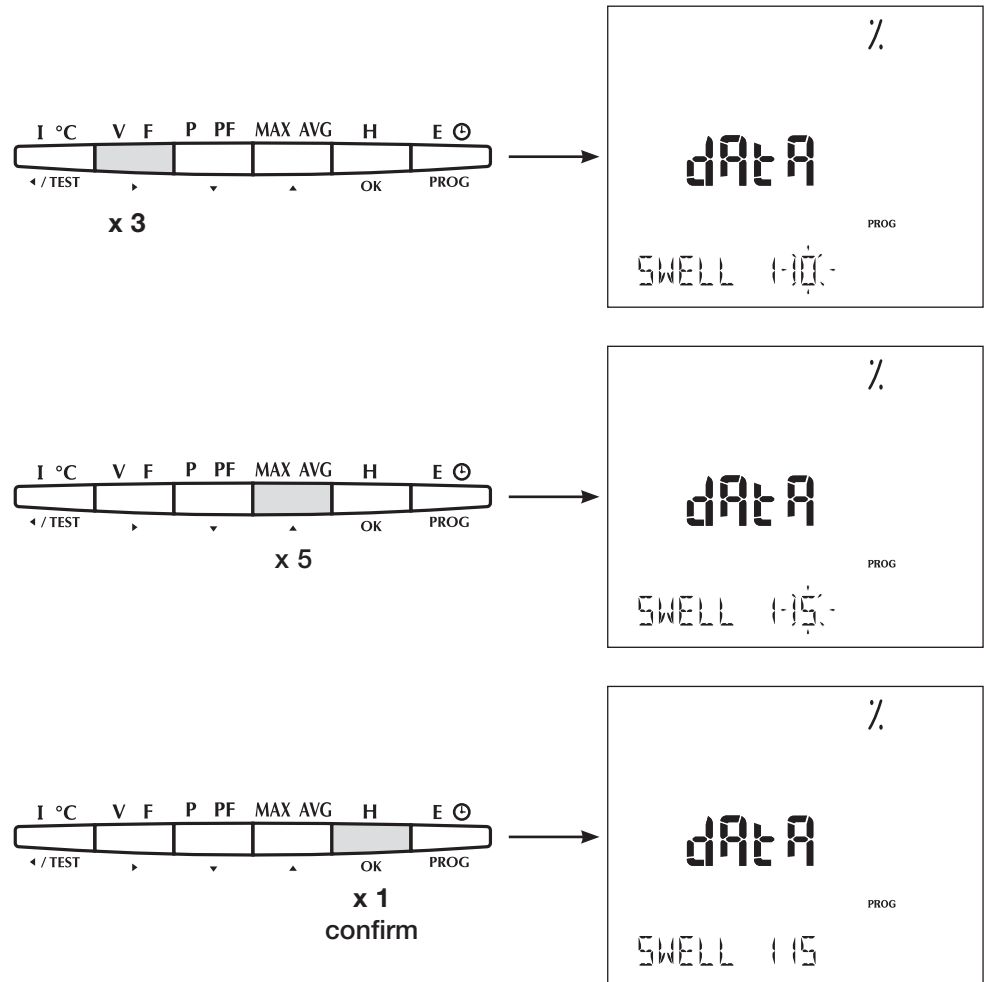 %
I °C V F P PF MAX AVG H E
dAtA
◂ / TEST ▸ ▾ ▴ OK PROG
PROG
x 3
SWELL 110
%
I °C V F P PF MAX AVG H E
dAtA
◂ / TEST ▸ ▾ ▴ OK PROG
PROG
x 5
SWELL 115
%
I °C V F P PF MAX AVG H E
dAtA
◂ / TEST ▸ ▾ ▴ OK PROG
x 1
PROG
confirm
SWELL 115